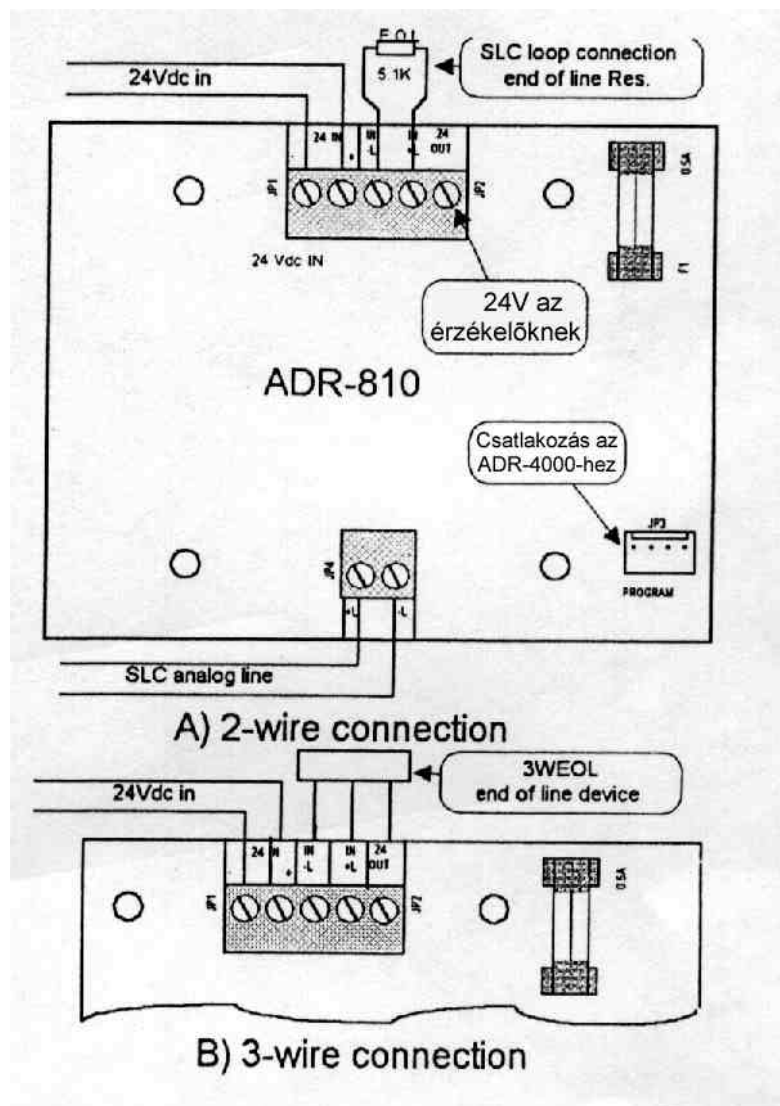 E.O.L
5.1K
SLC loop connection
end of line Res.
24Vdc in
24 IN
-
+
IN
-L
IN
+L
24
OUT
JP1
JP2
0.5A
F1
24 Vdc IN
24V az
érzékelõknek
ADR-810
Csatlakozás az
ADR-4000-hez
JP3
PROGRAM
JP4
+L
-L
SLC analog line
A) 2-wire connection
3WEOL
end of line device
24Vdc in
24
IN
-
+
IN
-L
IN
+L
24
OUT
JP1
JP2
0.5A
B) 3-wire connection